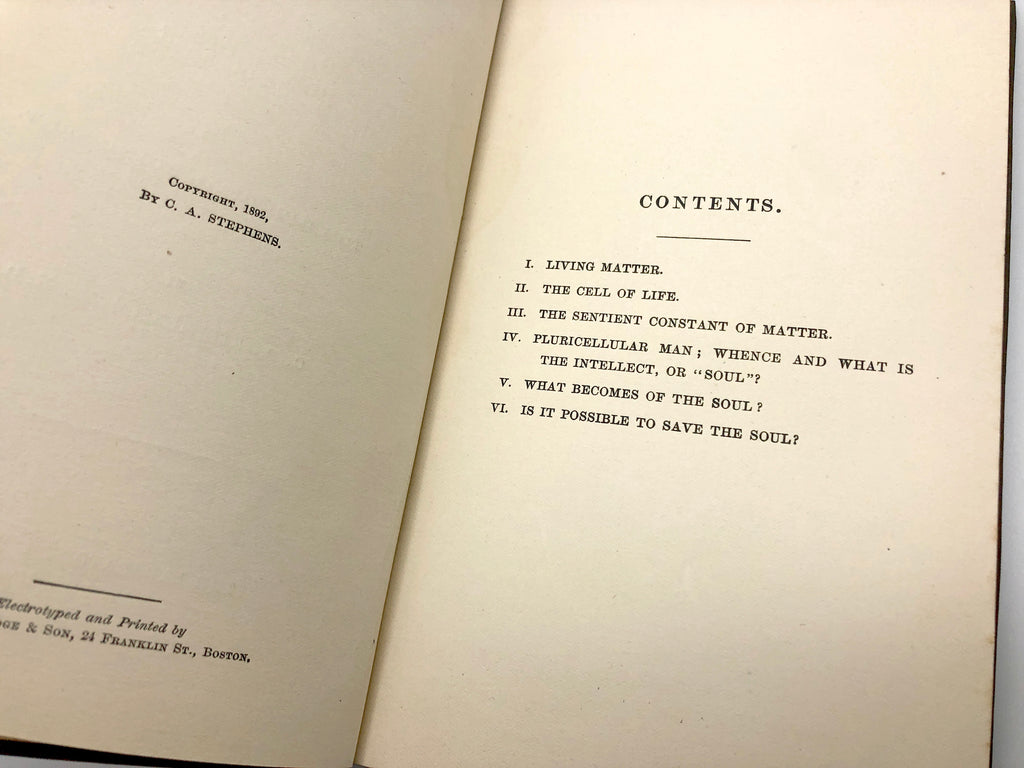 COPYRIGHT, 1892,
BY C. A. STEPHENS.
Electrotyped and Printed by
& SON, 24 FRANKLIN ST., BOSTON.
CONTENTS.
I. LIVING MATTER.
II. THE CELL OF LIFE.
III. THE SENTIENT CONSTANT OF MATTER.
IV. PLURICELLULAR MAN; WHENCE AND WHAT IS
THE INTELLECT, OR "SOUL"?
V. WHAT BECOMES OF THE SOUL?
VI. IS IT POSSIBLE TO SAVE THE SOUL?